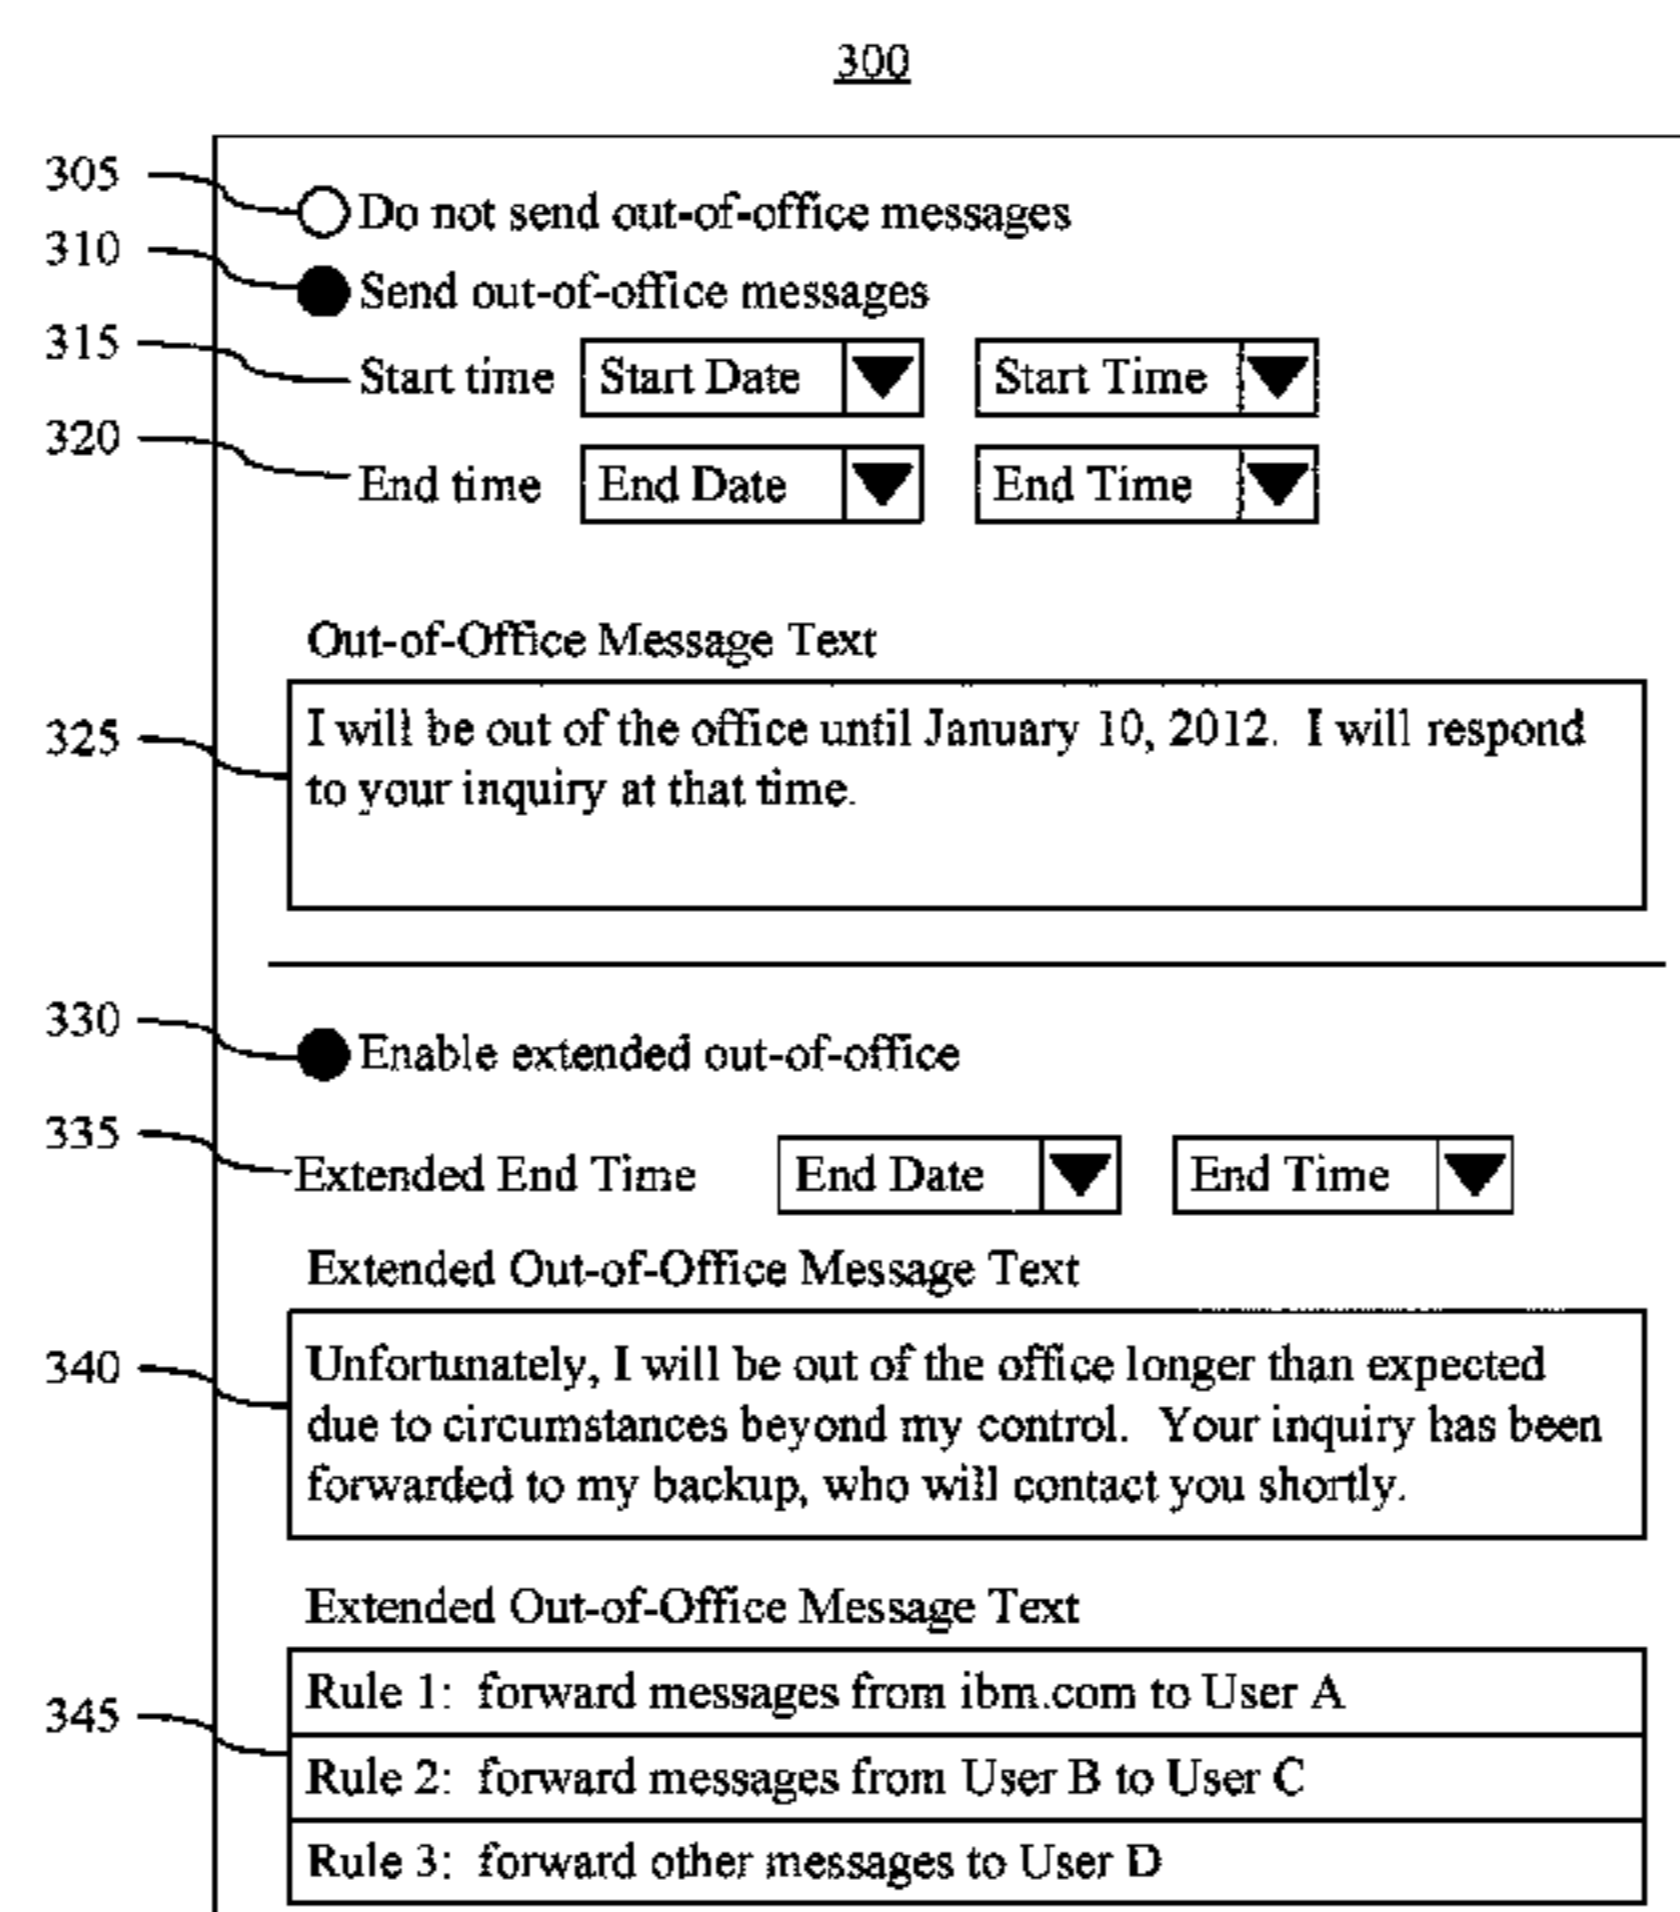 300
305 Do not send out-of-office messages
310 Send out-of-office messages
315 Start time Start Date Start Time
320 End time End Date End Time
Out-of-Office Message Text
325 I will be out of the office until January 10, 2012. I will respond
to your inquiry at that time.
330 Enable extended out-of-office
335 Extended End Time End Date End Time
Extended Out-of-Office Message Text
340 Unfortunately, I will be out of the office longer than expected
due to circumstances beyond my control. Your inquiry has been
forwarded to my backup, who will contact you shortly.
Extended Out-of-Office Message Text
345 Rule 1: forward messages from ibm.com to User A
Rule 2: forward messages from User B to User C
Rule 3: forward other messages to User D